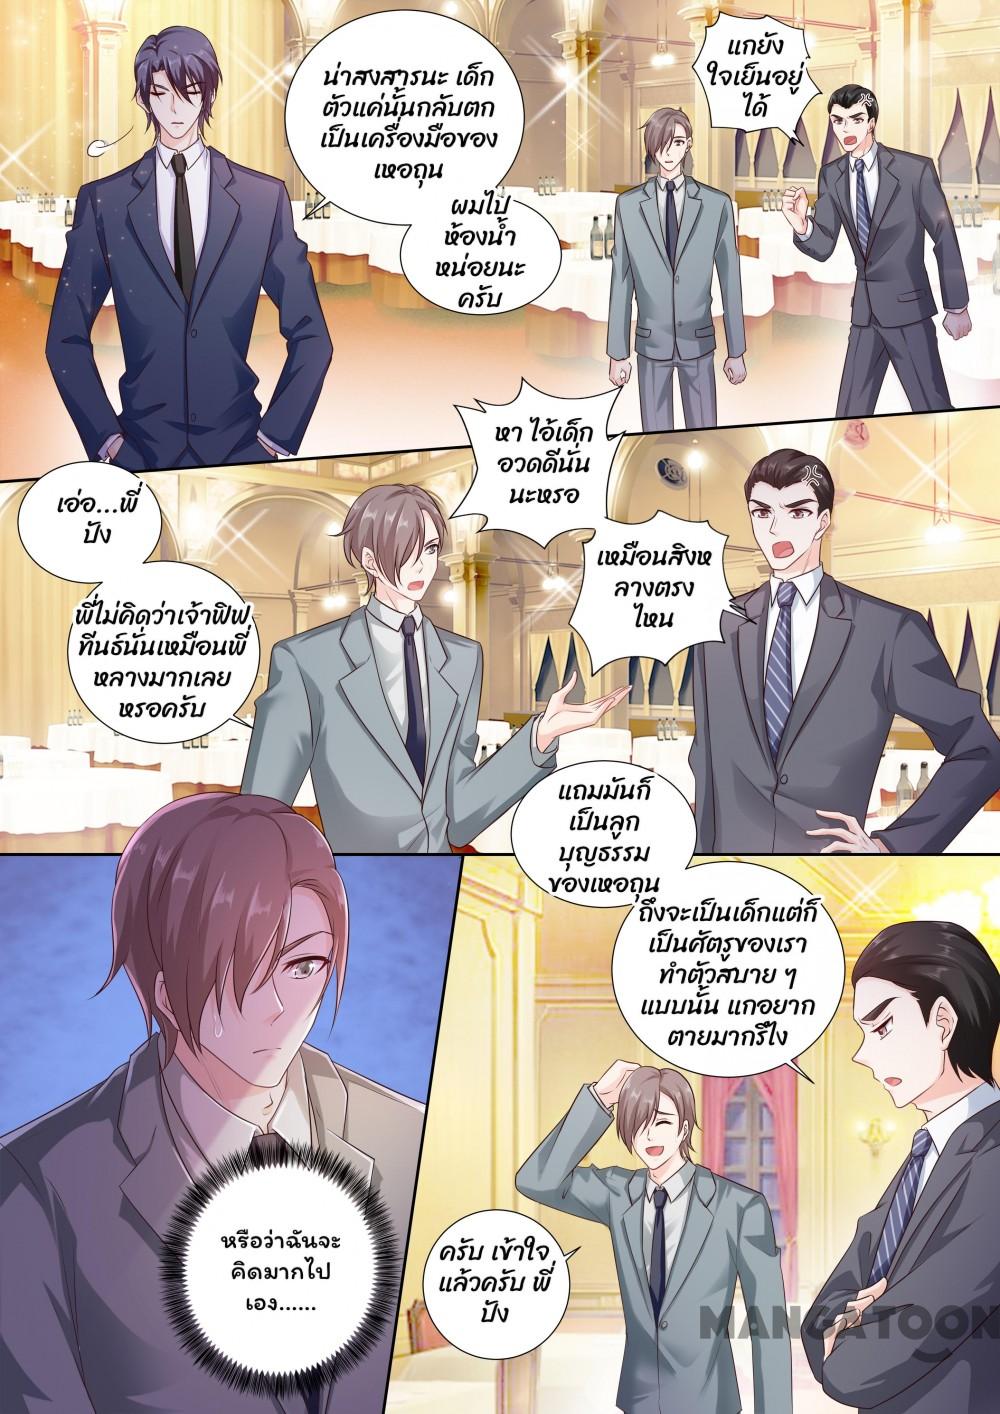 น่าสงสารนะ เด็ก
ตัวแค่นั้นกลับตก
เป็นเครื่องมือของ
เหอถุน
ผมไป
ห้องน้ำ
หน่อยนะ
ครับ
แกยัง
ใจเย็นอยู่
ได้
เอ่อ...พี่
ปัง
พี่ไม่คิดว่าเจ้าฟิฟ
ทีนธ์นั่นเหมือนพี่
หลางมากเลย
หรอครับ
หา ไอ้เด็ก
อวดดีนั่น
นะหรอ
เหมือนสิงห
ลางตรง
ไหน
แถมมันก็
เป็นลูก
บุญธรรม
ของเหอถุน
ถึงจะเป็นเด็กแต่ก็
เป็นศัตรูของเรา
ทำตัวสบาย ๆ
แบบนั้น แกอยาก
ตายมากรึไง
หรือว่าฉันจะ
คิดมากไป
เอง......
ครับ เข้าใจ
แล้วครับ พี่
ปัง
MANGATOON